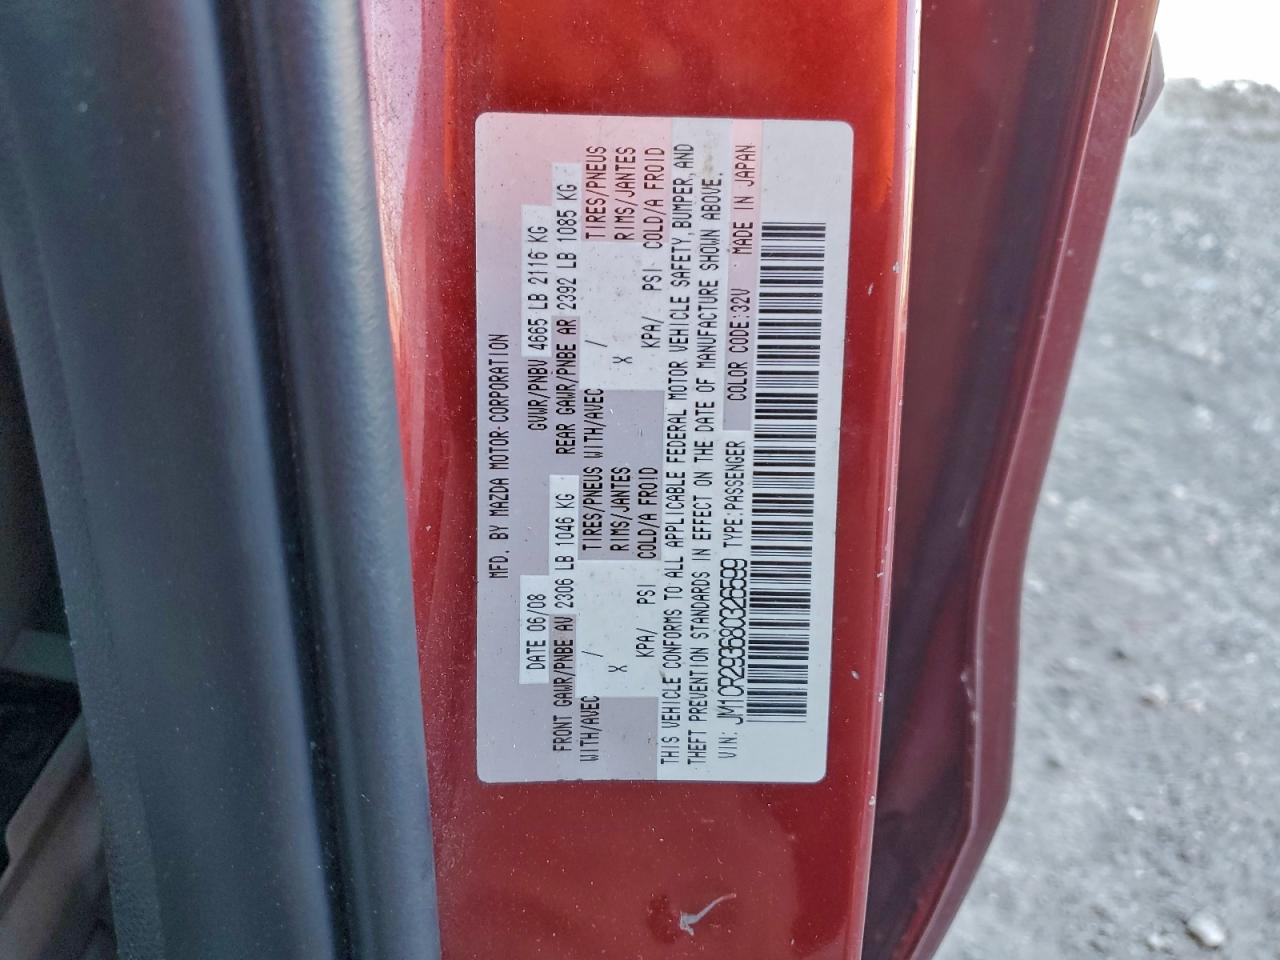 MFD. BY MAZDA MOTOR CORPORATION
DATE 06/08 GVWR/PNBV 4665 LB 2116 KG
FRONT GAWR/PNBE AV 2306 LB 1046 KG REAR GAWR/PNBE AR 2392 LB 1085 KG
WITH/AVEC / TIRES/PNEUS WITH/AVEC / TIRES/PNEUS
X RIMS/JANTES X RIMS/JANTES
KPA/ PSI COLD/A FROID KPA/ PSI COLD/A FROID
THIS VEHICLE CONFORMS TO ALL APPLICABLE FEDERAL MOTOR VEHICLE SAFETY, BUMPER, AND
THEFT PREVENTION STANDARDS IN EFFECT ON THE DATE OF MANUFACTURE SHOWN ABOVE.
VIN: JM1CR293680326599 TYPE:PASSENGER COLOR CODE:32V MADE IN JAPAN